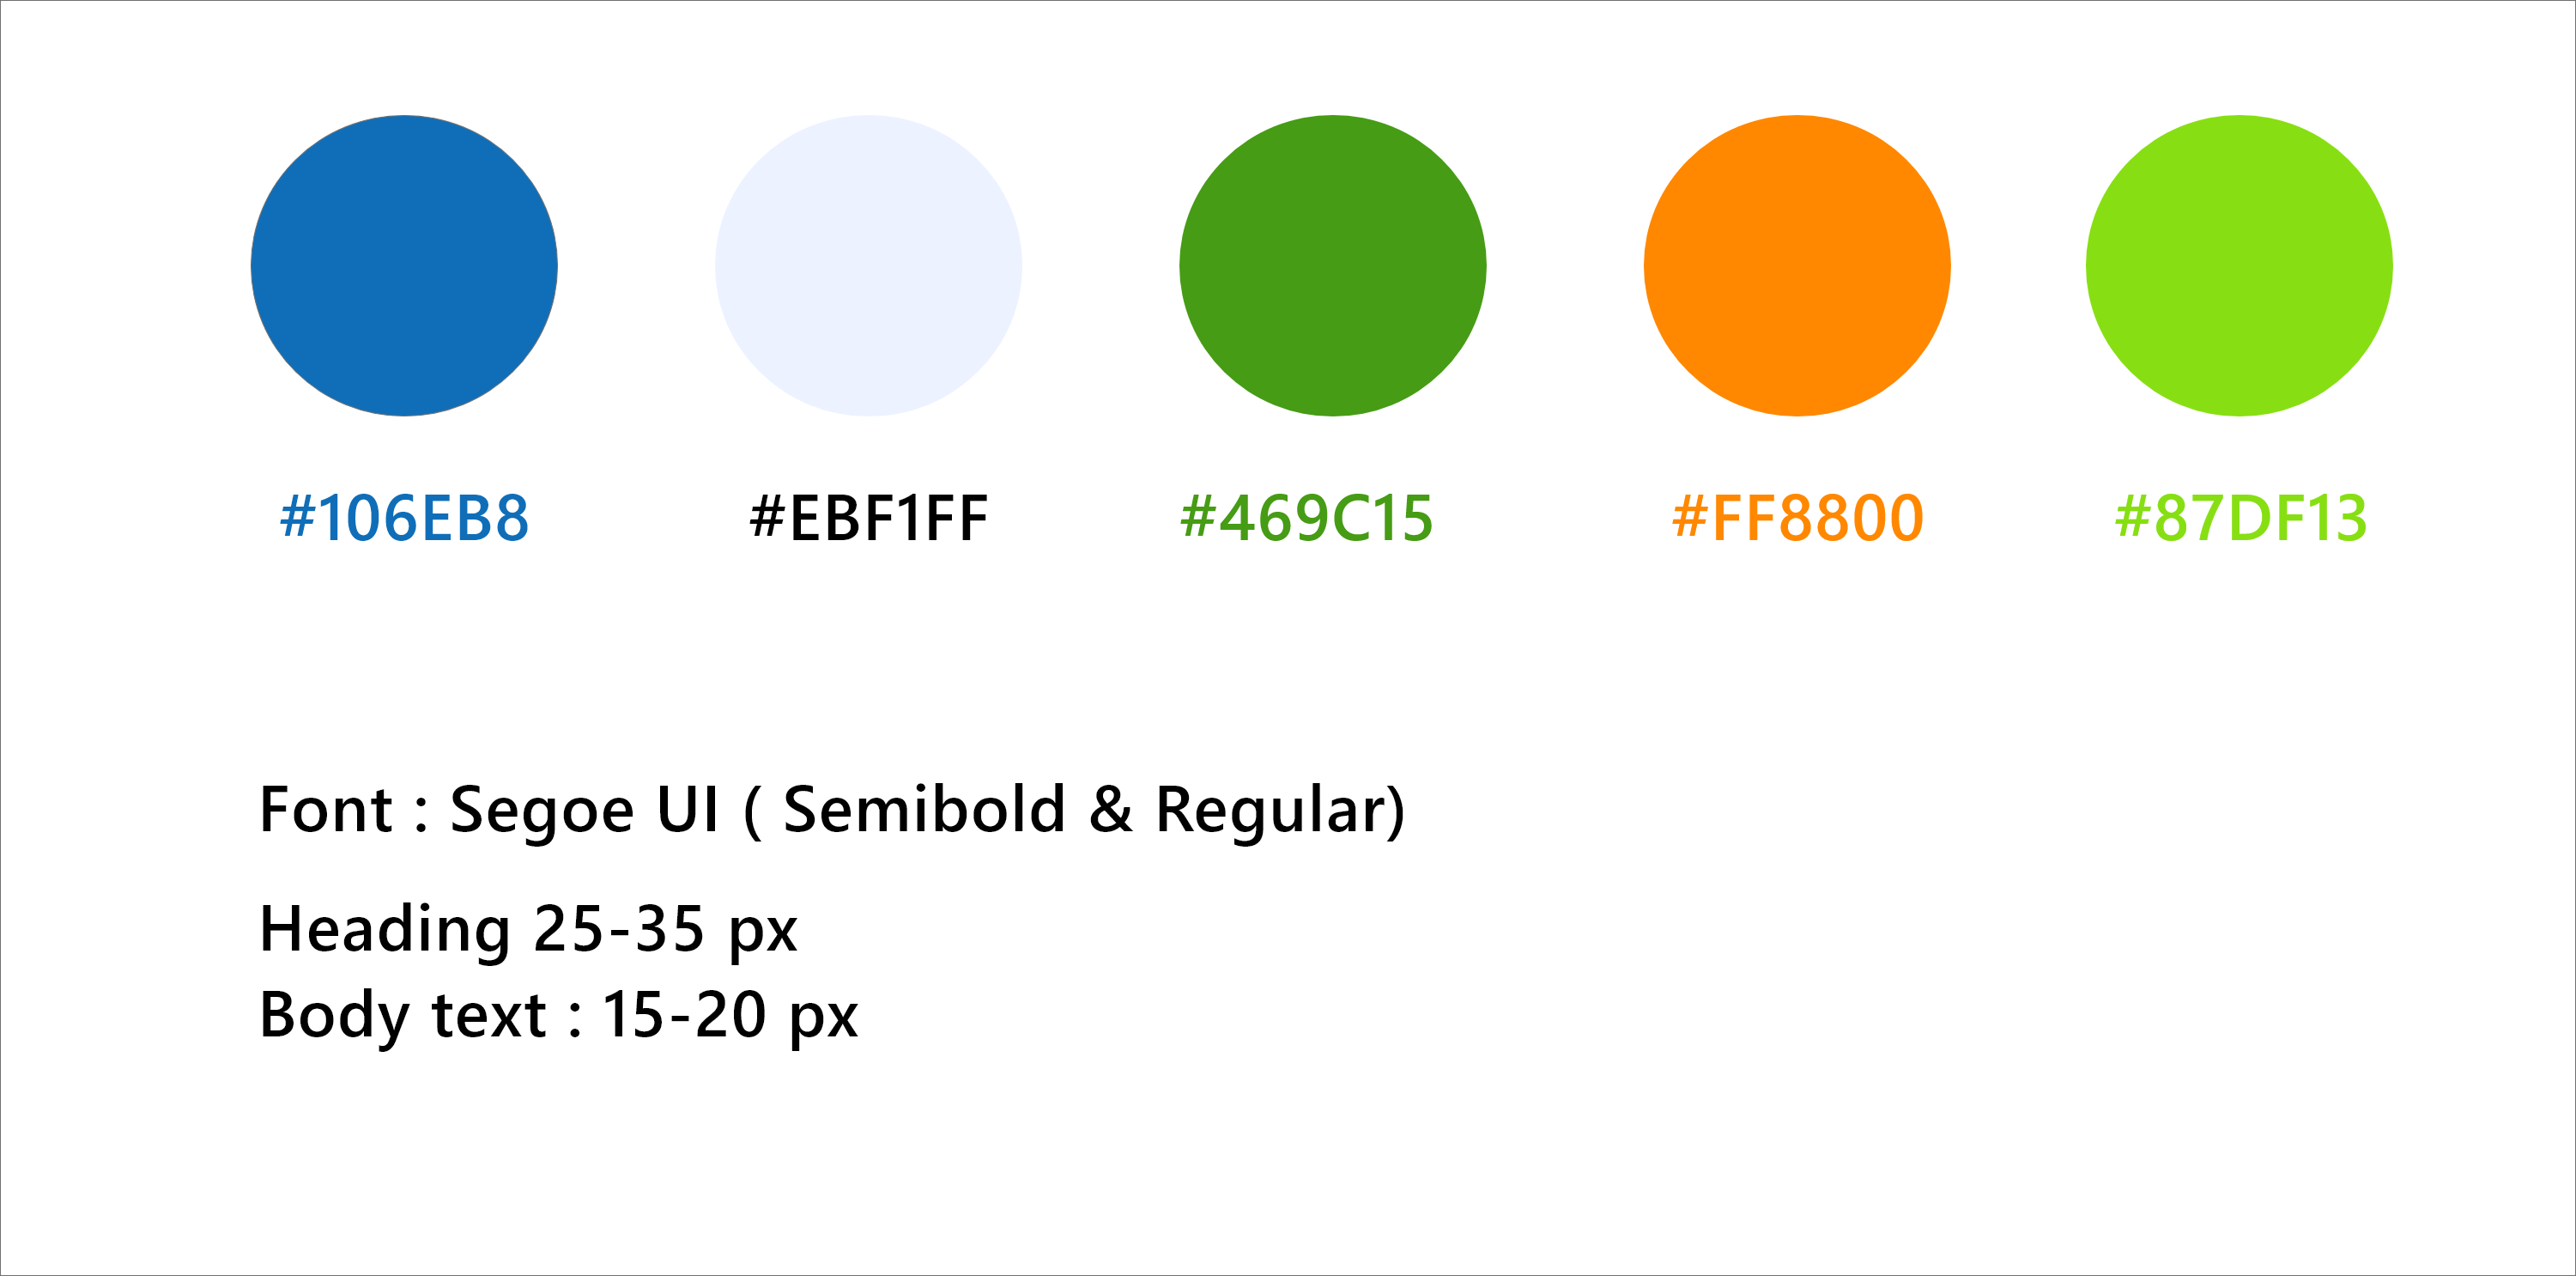 #106EB8 #EBF1FF #469C15 #FF8800 #87DF13
Font : Segoe UI ( Semibold & Regular)
Heading 25-35 px
Body text : 15-20 px